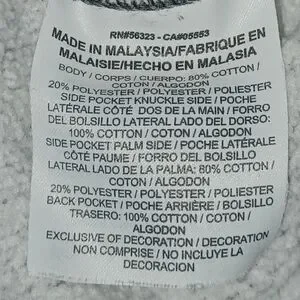 RN#56323 - CA#05553
MADE IN MALAYSIA/FABRIQUE EN
MALAISIE/HECHO EN MALASIA
BODY / CORPS / CUERPO: 80% COTTON /
COTON / ALGODON
20% POLYESTER / POLYESTER / POLIESTER
SIDE POCKET KNUCKLE SIDE / POCHE
LATÉRALE CÔTÉ DOS DE LA MAIN / FORRO
DEL BOLSILLO LATERAL LADO DEL DORSO:
100% COTTON / COTON / ALGODON
SIDE POCKET PALM SIDE / POCHE LATÉRALE
CÔTÉ PAUME / FORRO DEL BOLSILLO
LATERAL LADO DE LA PALMA: 80% COTTON /
COTON / ALGODON
20% POLYESTER / POLYESTER / POLIESTER
BACK POCKET / POCHE ARRIÈRE / BOLSILLO
TRASERO: 100% COTTON / COTON /
ALGODON
EXCLUSIVE OF DECORATION / DECORATION
NON COMPRISE / NO INCLUYE LA
DECORACION